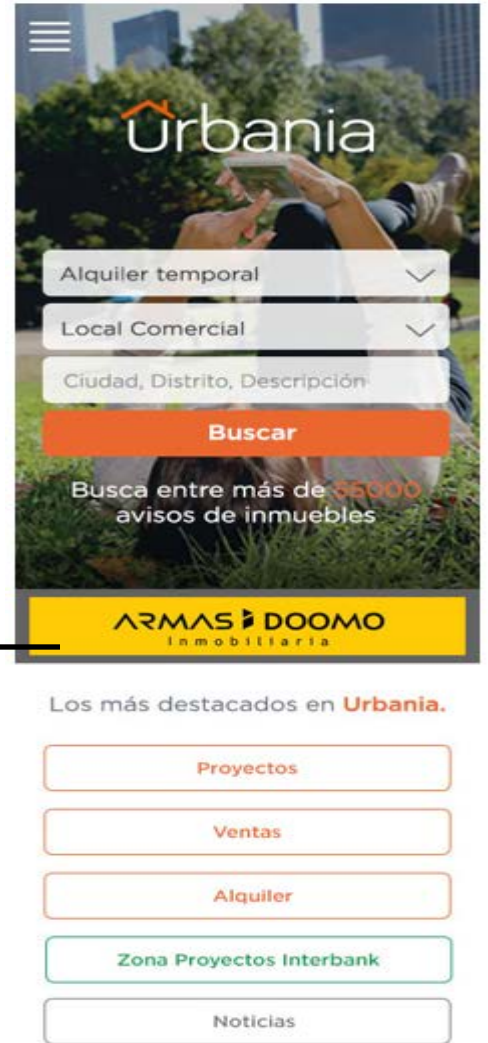 Urbania
Alquiler temporal
Local Comercial
Ciudad, Distrito, Descripción
Buscar
Busca entre más de 55000
avisos de inmuebles
ARMAS DOOMO
Inmobiliaria
Los más destacados en Urbania.
Proyectos
Ventas
Alquiler
Zona Proyectos Interbank
Noticias